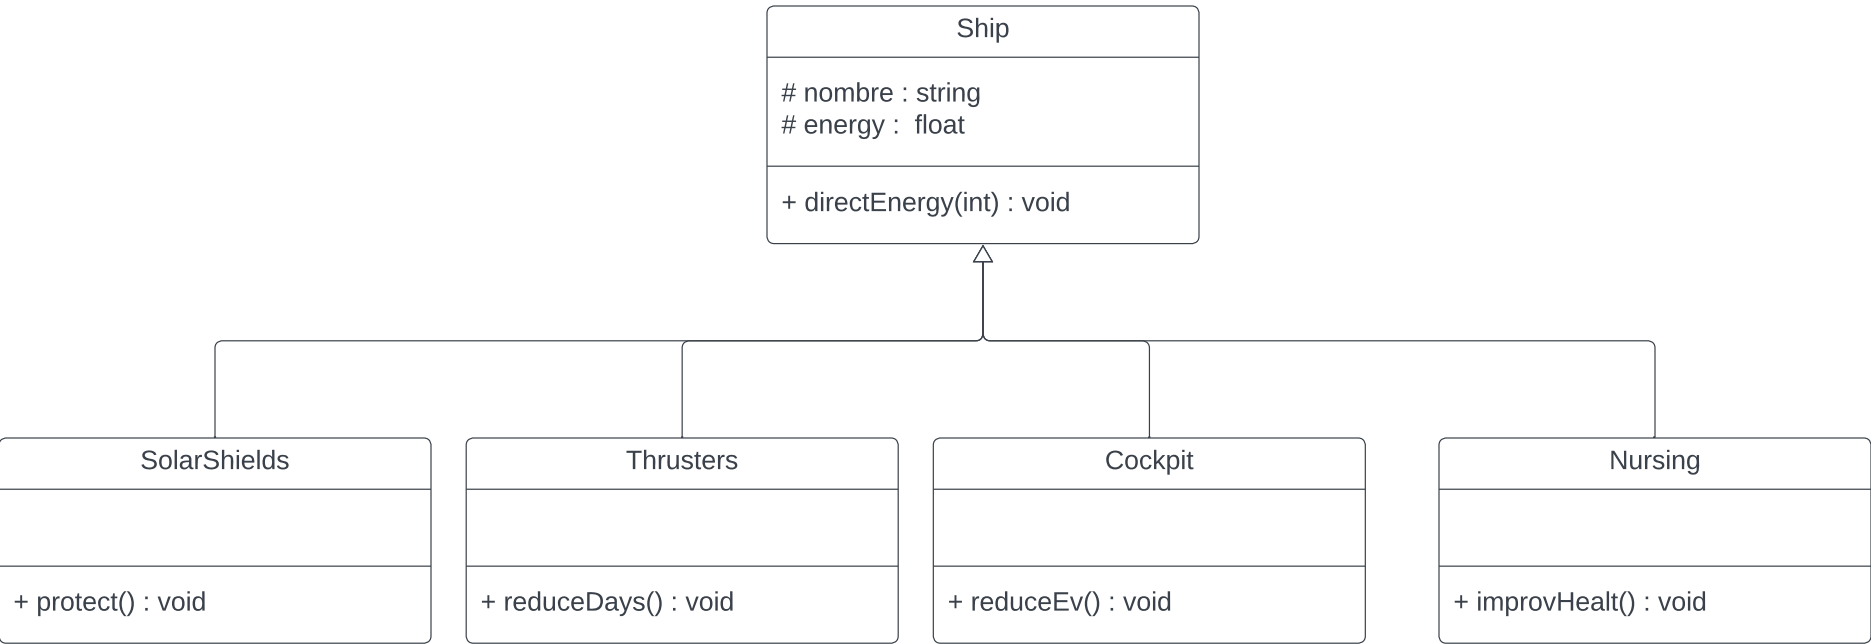 Ship
# nombre : string
# energy :  float
+ directEnergy(int) : void
SolarShields
+ protect() : void
Thrusters
+ reduceDays() : void
Cockpit
+ reduceEv() : void
Nursing
+ improvHealt() : void